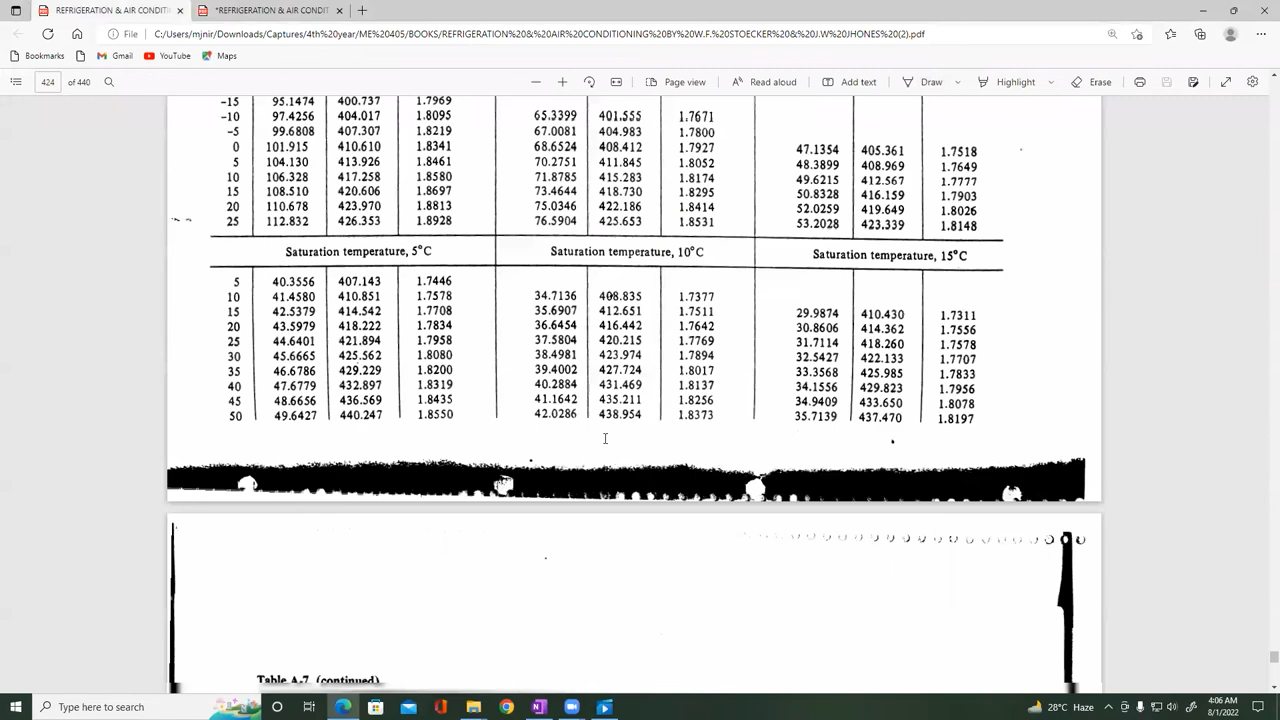 REFRIGERATION & AIR CONDITI
*REFRIGERATION & AIR CONDIT
File C:/Users/mjnir/Downloads/Captures/4th%20year/ME%20405/BOOKS/REFRIGERATION%20&%20AIR%20CONDITIONING%20BY%20W.F.%20STOECKER%20&%20J.W%20JHONES%20(2).pdf
Bookmarks Gmail YouTube Maps
424 of 440 Page view Read aloud Add text Draw Highlight Erase
-15 95.1474 400.737 1.7969
-10 97.4256 404.017 1.8095 65.3399 401.555 1.7671
-5 99.6808 407.307 1.8219 67.0081 404.983 1.7800
0 101.915 410.610 1.8341 68.6524 408.412 1.7927 47.1354 405.361 1.7518
5 104.130 413.926 1.8461 70.2751 411.845 1.8052 48.3899 408.969 1.7649
10 106.328 417.258 1.8580 71.8785 415.283 1.8174 49.6215 412.567 1.7777
15 108.510 420.606 1.8697 73.4644 418.730 1.8295 50.8328 416.159 1.7903
20 110.678 423.970 1.8813 75.0346 422.186 1.8414 52.0259 419.649 1.8026
25 112.832 426.353 1.8928 76.5904 425.653 1.8531 53.2028 423.339 1.8148
Saturation temperature, 5°C Saturation temperature, 10°C Saturation temperature, 15°C
5 40.3556 407.143 1.7446
10 41.4580 410.851 1.7578 34.7136 408.835 1.7377
15 42.5379 414.542 1.7708 35.6907 412.651 1.7511 29.9874 410.430 1.7311
20 43.5979 418.222 1.7834 36.6454 416.442 1.7642 30.8606 414.362 1.7556
25 44.6401 421.894 1.7958 37.5804 420.215 1.7769 31.7114 418.260 1.7578
30 45.6665 425.562 1.8080 38.4981 423.974 1.7894 32.5427 422.133 1.7707
35 46.6786 429.229 1.8200 39.4002 427.724 1.8017 33.3568 425.985 1.7833
40 47.6779 432.897 1.8319 40.2884 431.469 1.8137 34.1556 429.823 1.7956
45 48.6656 436.569 1.8435 41.1642 435.211 1.8256 34.9409 433.650 1.8078
50 49.6427 440.247 1.8550 42.0286 438.954 1.8373 35.7139 437.470 1.8197
Table A-7 (continued)
Type here to search
28°C Haze
4:06 AM
8/1/2022